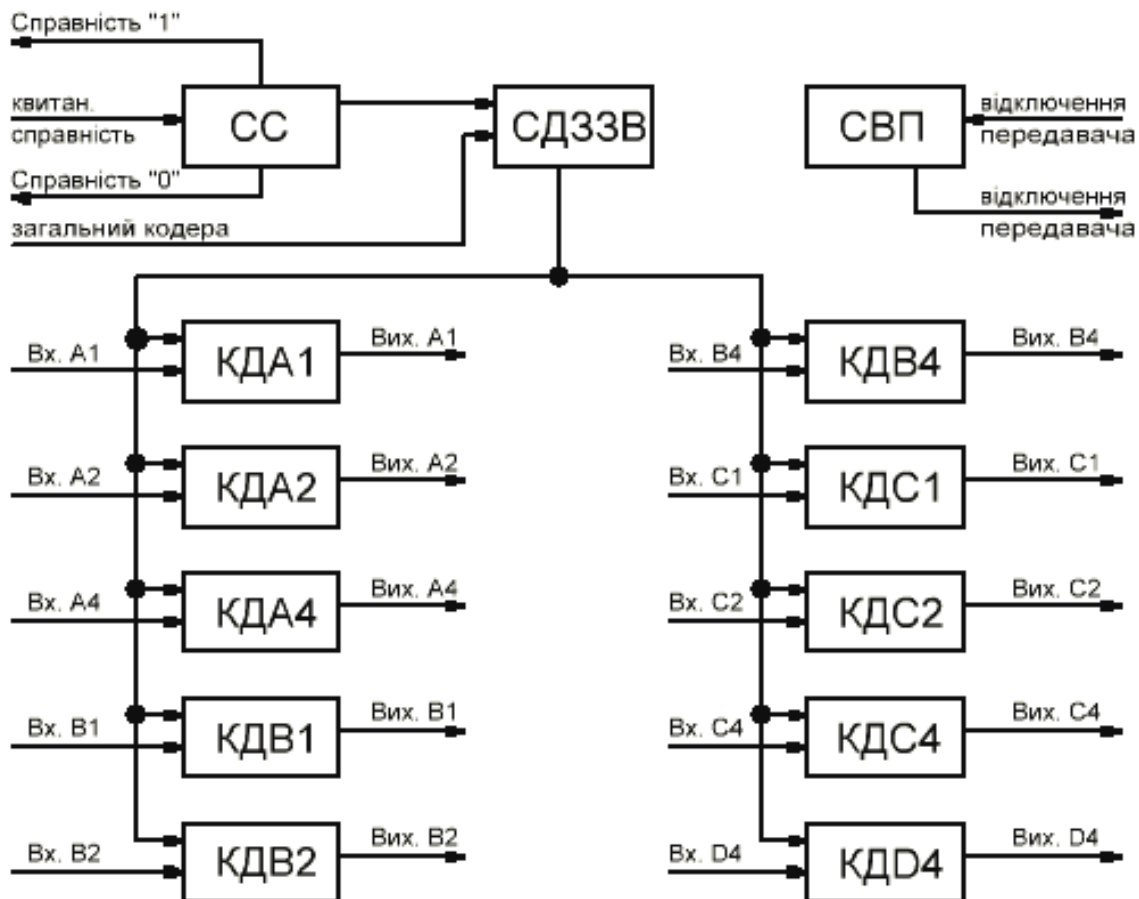 Справність "1"
квитан.
справність
СС
СДЗЗВ
СВП
відключення
передавача
Справність "0"
відключення
передавача
загальний кодера
Вх. А1
КДА1
Вих. А1
Вх. В4
КДВ4
Вих. В4
Вх. А2
КДА2
Вих. А2
Вх. С1
КДС1
Вих. С1
Вх. А4
КДА4
Вих. А4
Вх. С2
КДС2
Вих. С2
Вх. В1
КДВ1
Вих. В1
Вх. С4
КДС4
Вих. С4
Вх. В2
КДВ2
Вих. В2
Вх. D4
КДD4
Вих. D4